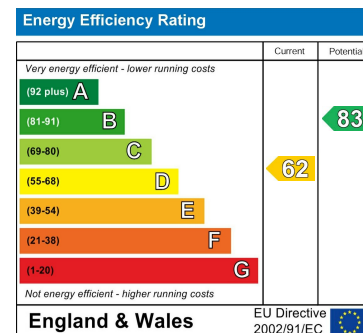 Energy Efficiency Rating
Current Potential
Very energy efficient - lower running costs
(92 plus) A
(81-91) B 83
(69-80) C
(55-68) D 62
(39-54) E
(21-38) F
(1-20) G
Not energy efficient - higher running costs
England & Wales
EU Directive
2002/91/EC